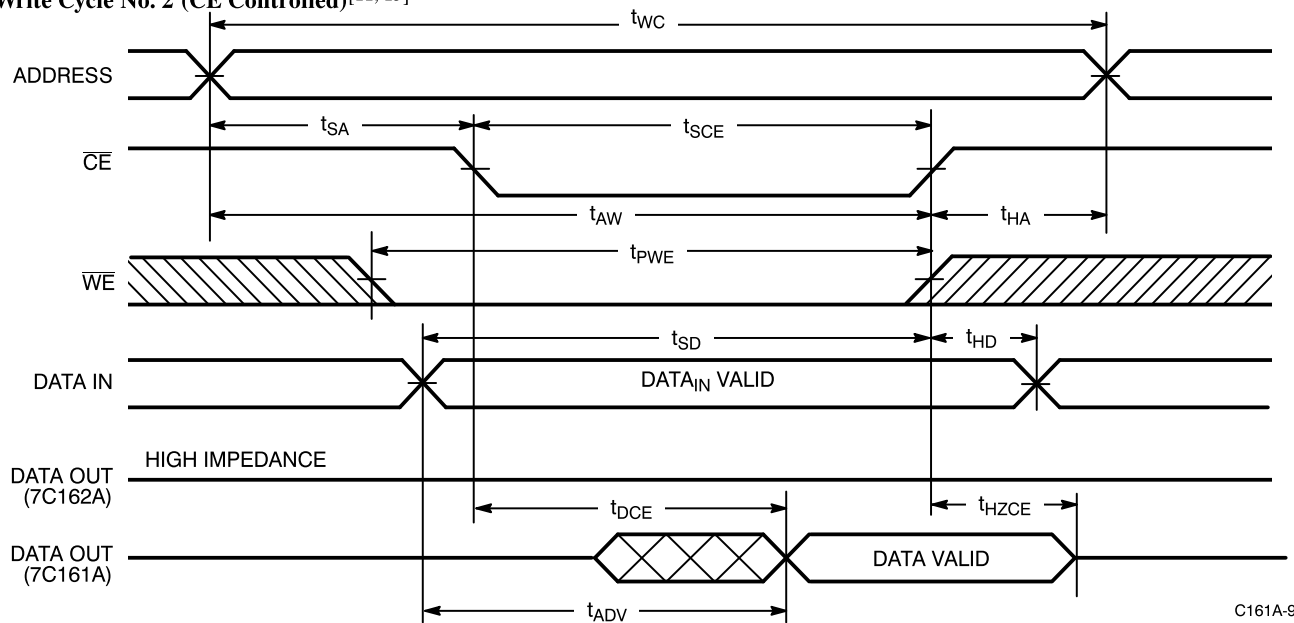 Write Cycle No. 2 (CE Controlled)
tWC
ADDRESS
tSA
tSCE
CE
tAW
tHA
tPWE
WE
tSD
tHD
DATA IN
DATAIN VALID
HIGH IMPEDANCE
DATA OUT
(7C162A)
tDCE
tHZCE
DATA OUT
(7C161A)
DATA VALID
tADV
C161A-9